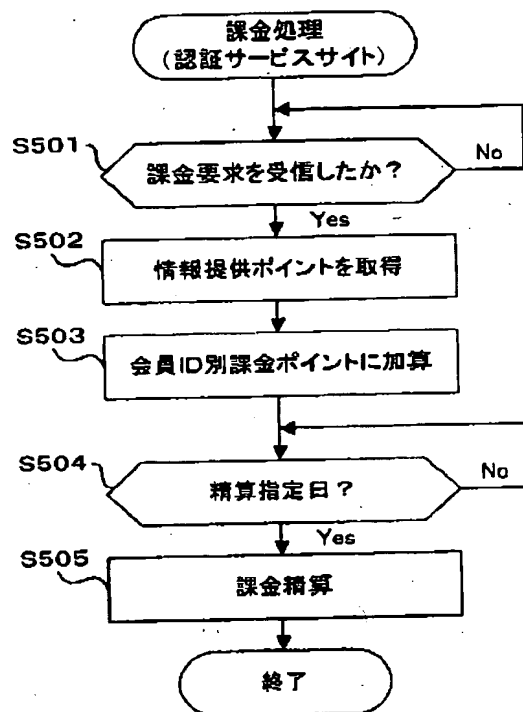 課金処理
(認証サービスサイト)
S501
課金要求を受信したか？
No
Yes
S502
情報提供ポイントを取得
S503
会員ID別課金ポイントに加算
S504
精算指定日？
No
Yes
S505
課金精算
終了